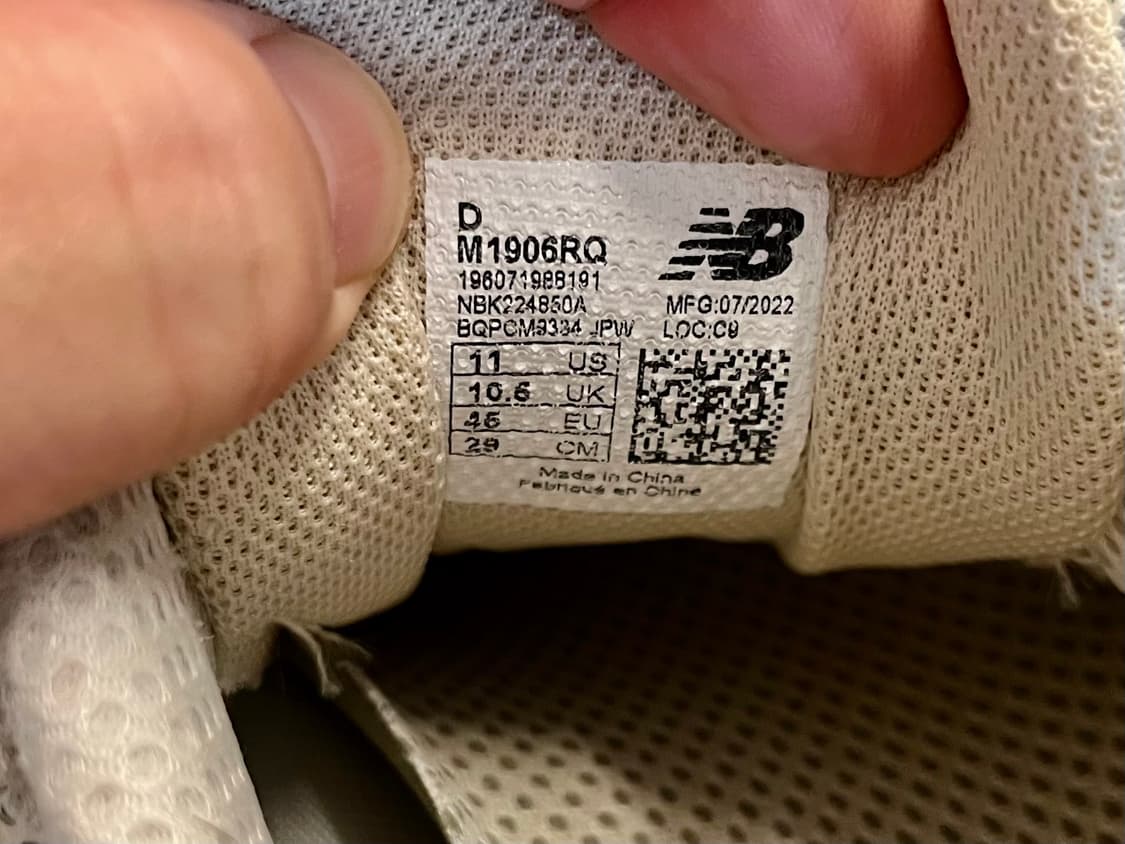 D
M1906RQ
NB
196071988191
NBK224850A MFG:07/2022
BQPCM9334 JPW LOC:C9
11 US
10.5 UK
45 EU
29 CM
Made in China
Fabriqué en Chine